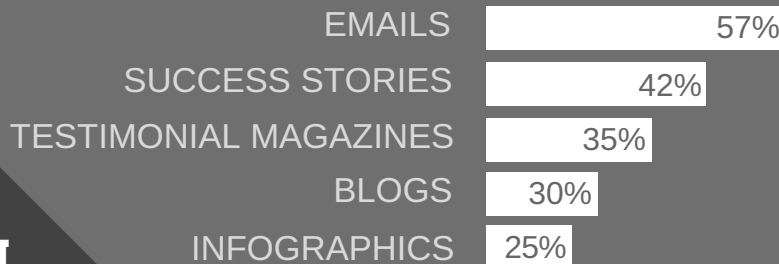 EMAILS 57%
SUCCESS STORIES 42%
TESTIMONIAL MAGAZINES 35%
BLOGS 30%
INFOGRAPHICS 25%